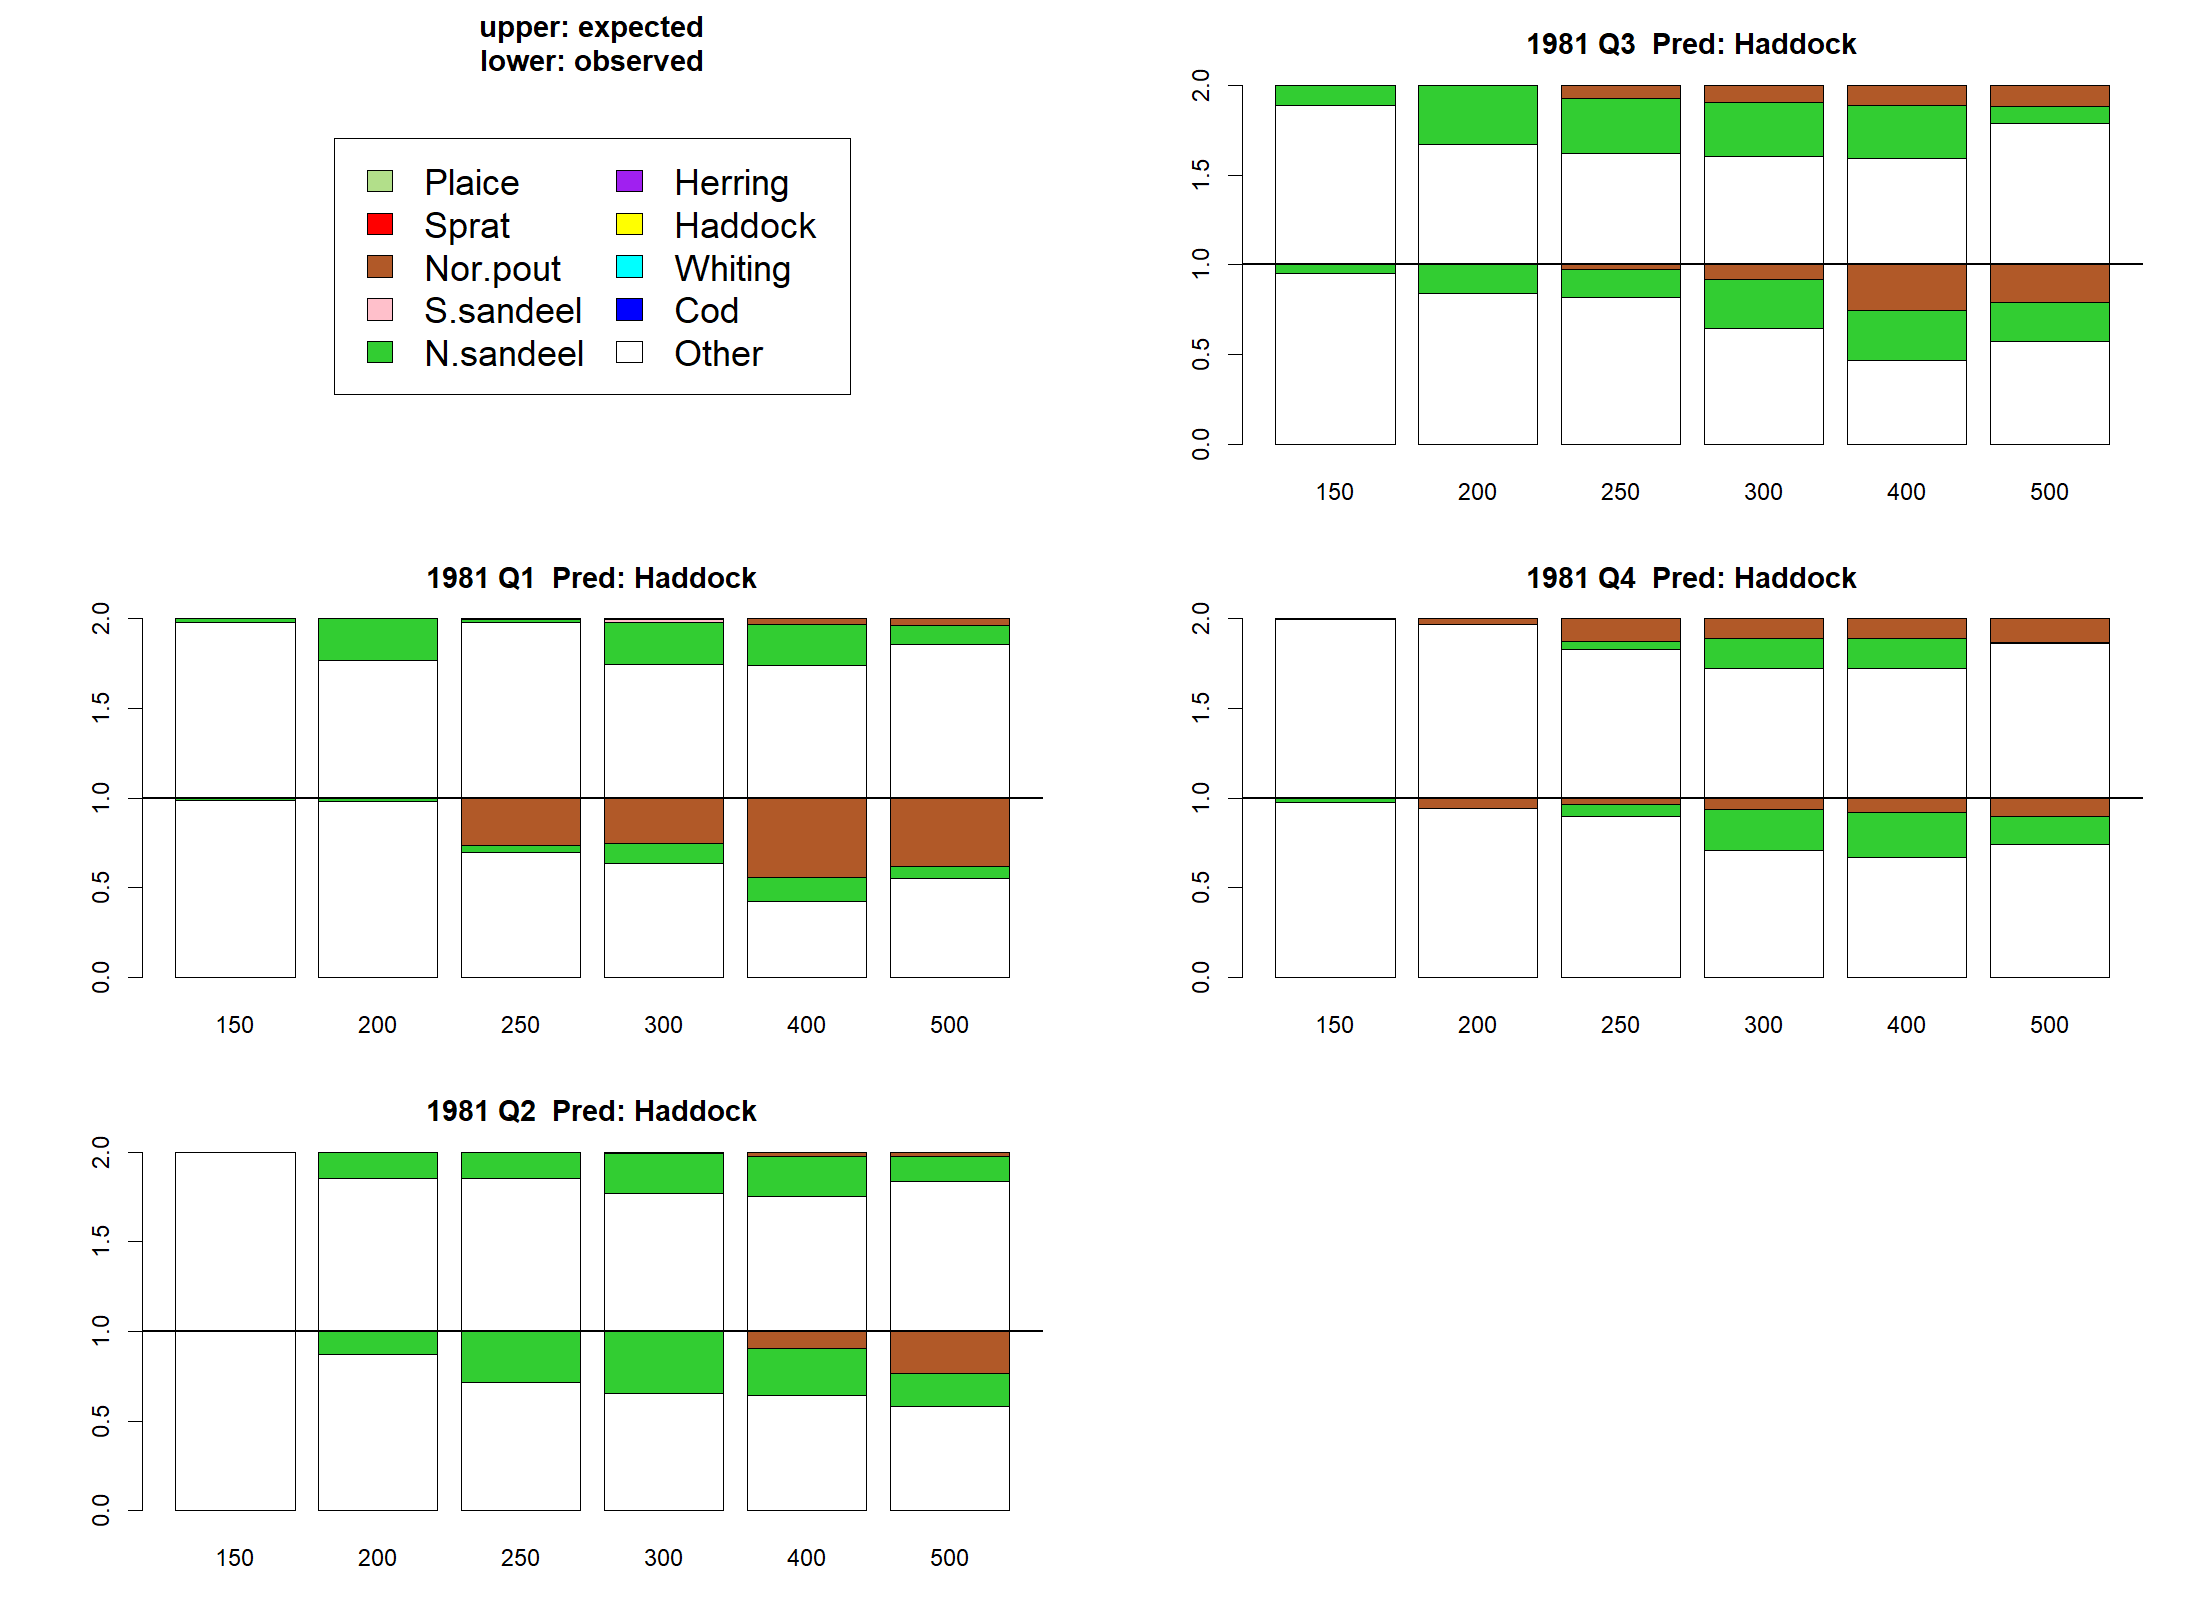 upper: expected
lower: observed
Plaice
Sprat
Nor.pout
S.sandeel
N.sandeel
Herring
Haddock
Whiting
Cod
Other
1981 Q3  Pred: Haddock
2.0
1.5
1.0
0.5
0.0
150 200 250 300 400 500
1981 Q1  Pred: Haddock
2.0
1.5
1.0
0.5
0.0
150 200 250 300 400 500
1981 Q4  Pred: Haddock
2.0
1.5
1.0
0.5
0.0
150 200 250 300 400 500
1981 Q2  Pred: Haddock
2.0
1.5
1.0
0.5
0.0
150 200 250 300 400 500